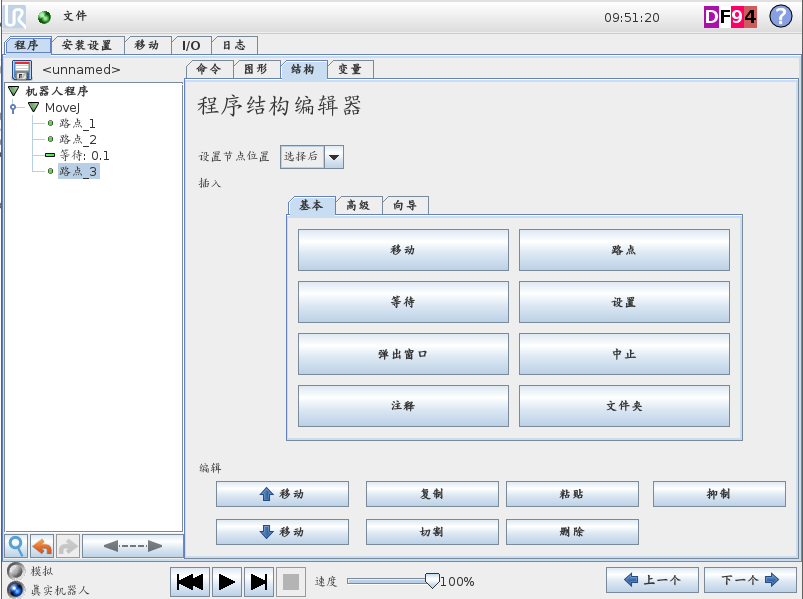 UR 文件 09:51:20 DF94 ?
程序 安装设置 移动 I/O 日志
<unnamed>
命令 图形 结构 变量
机器人程序
MoveJ
路点_1
路点_2
等待: 0.1
路点_3
程序结构编辑器
设置节点位置 选择后
插入
基本 高级 向导
移动 路点
等待 设置
弹出窗口 中止
注释 文件夹
编辑
移动 复制 粘贴 抑制
移动 切割 删除
模拟
真实机器人
速度 100%
上一个 下一个